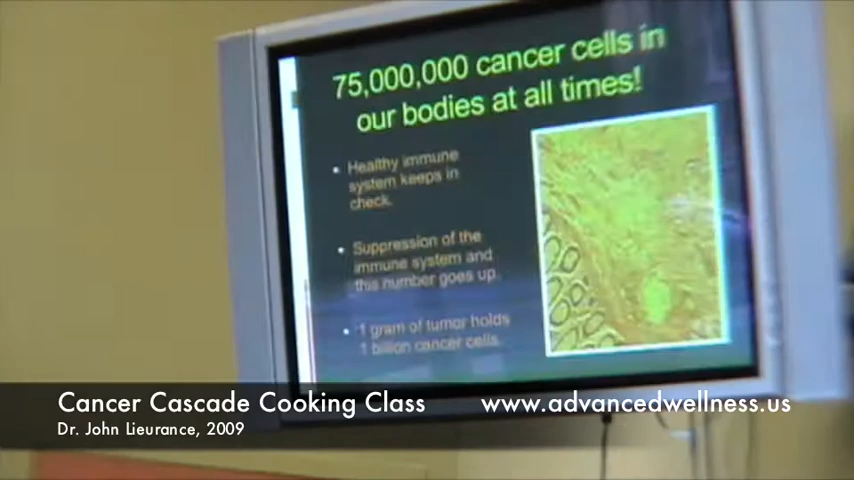 75,000,000 cancer cells in
our bodies at all times!
• Healthy immune
system keeps in
check.
• Suppression of the
immune system and
this number goes up.
• 1 gram of tumor holds
1 billion cancer cells.
Cancer Cascade Cooking Class www.advancedwellness.us
Dr. John Lieurance, 2009